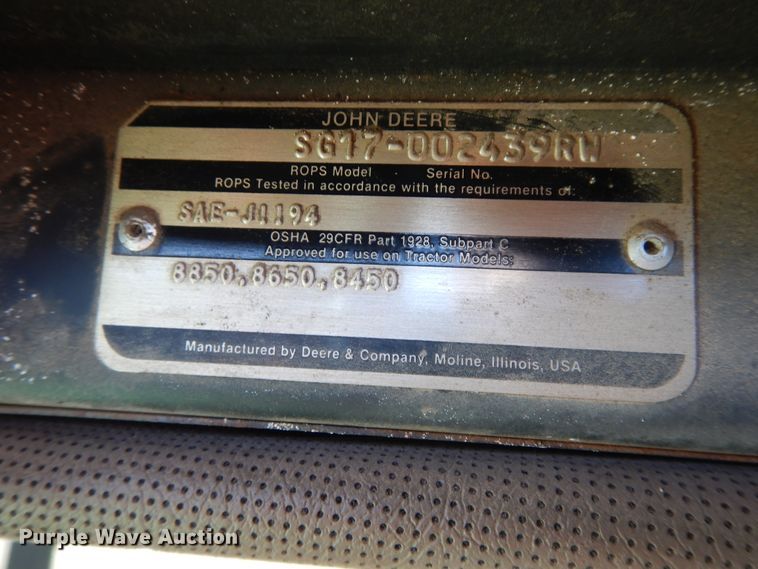 JOHN DEERE
SG17-002439RW
ROPS Model . Serial No.
ROPS Tested in accordance with the requirements of:
SAE-J1194
OSHA 29CFR Part 1928, Subpart C
Approved for use on Tractor Models:
8850,8650,8450
Manufactured by Deere & Company, Moline, Illinois, USA
Purple Wave Auction